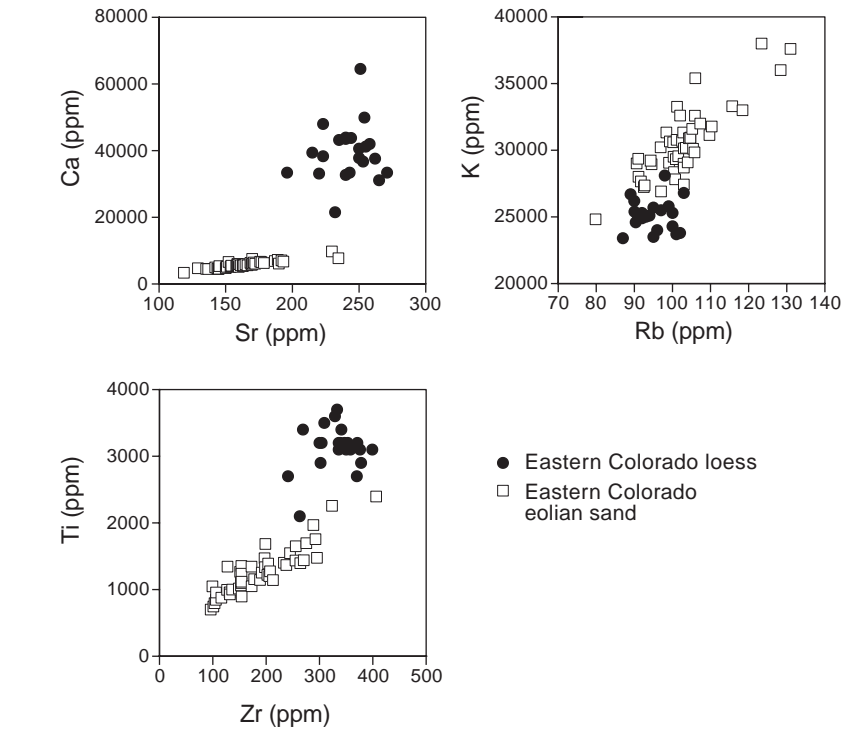 80000
60000
40000
20000
0
Ca (ppm)
100 150 200 250 300
Sr (ppm)
40000
35000
30000
25000
20000
K (ppm)
70 80 90 100 110 120 130 140
Rb (ppm)
4000
3000
2000
1000
0
Ti (ppm)
0 100 200 300 400 500
Zr (ppm)
Eastern Colorado loess
Eastern Colorado
eolian sand